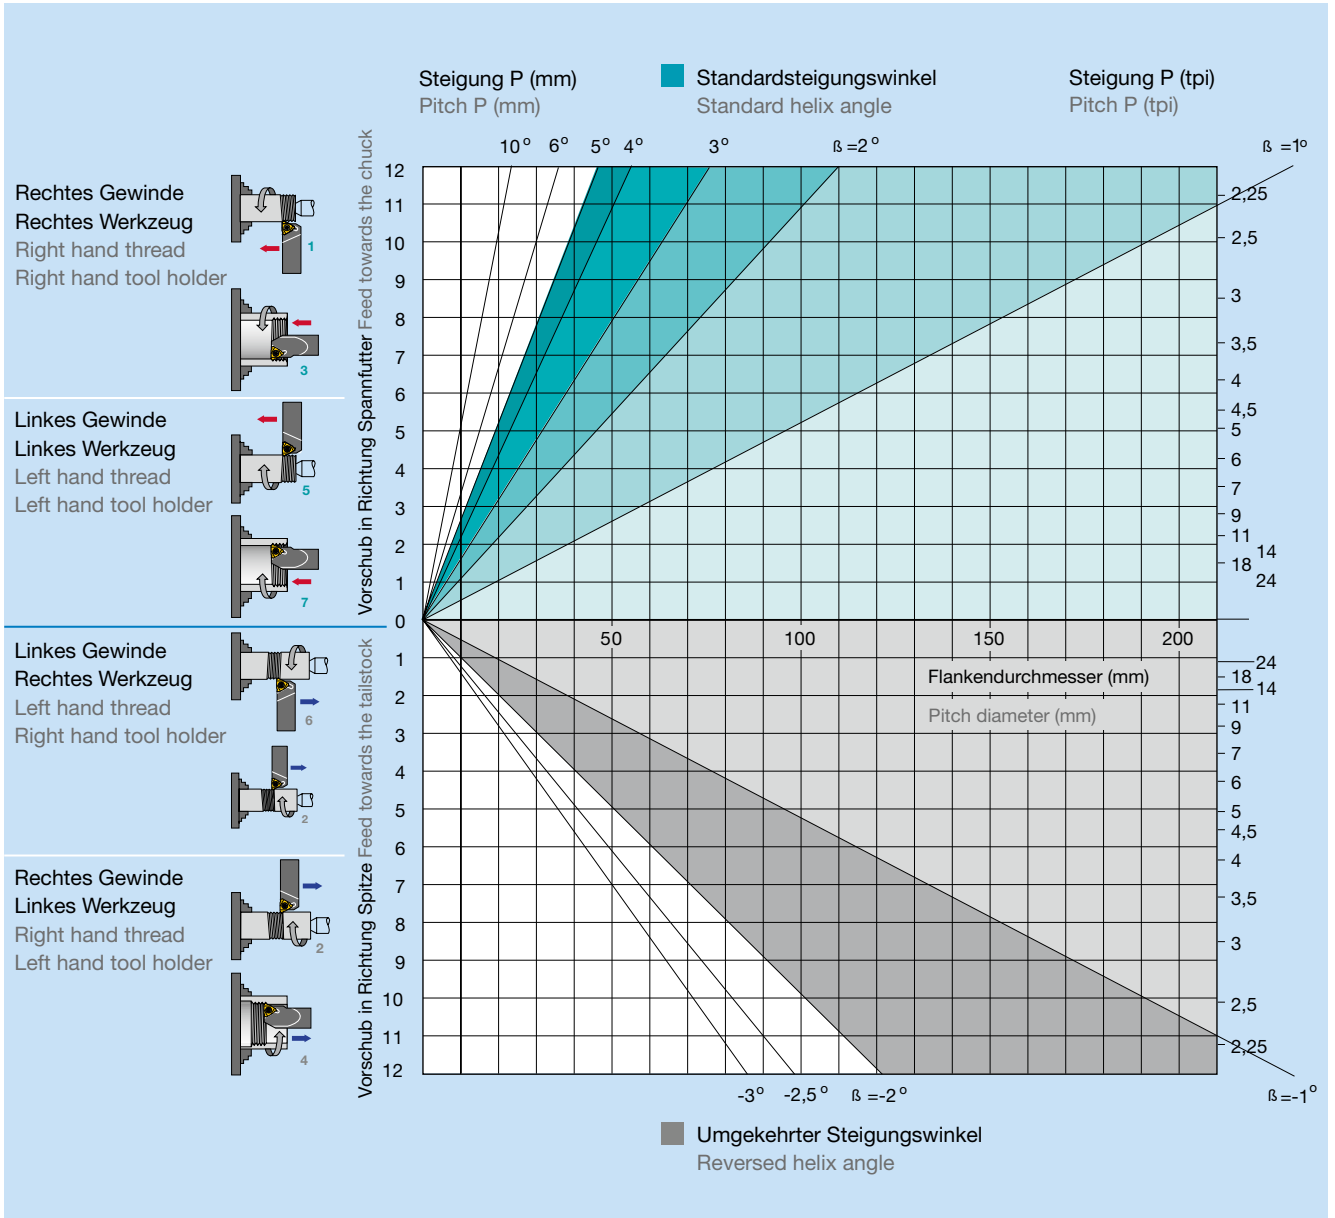 Steigung P (mm)
Pitch P (mm)
Standardsteigungswinkel
Standard helix angle
Steigung P (tpi)
Pitch P (tpi)
10° 6° 5° 4° 3° ß =2° ß =1°
Rechtes Gewinde
Rechtes Werkzeug
Right hand thread
Right hand tool holder
1
3
Linkes Gewinde
Linkes Werkzeug
Left hand thread
Left hand tool holder
5
7
Linkes Gewinde
Rechtes Werkzeug
Left hand thread
Right hand tool holder
6
2
Rechtes Gewinde
Linkes Werkzeug
Right hand thread
Left hand tool holder
2
4
Vorschub in Richtung Spannfutter Feed towards the chuck
Vorschub in Richtung Spitze Feed towards the tailstock
12
11
10
9
8
7
6
5
4
3
2
1
0
1
2
3
4
5
6
7
8
9
10
11
12
50 100 150 200
Flankendurchmesser (mm)
Pitch diameter (mm)
2,25
2,5
3
3,5
4
4,5
5
6
7
9
11
14
18
24
24
18
14
11
9
7
6
5
4,5
4
3,5
3
2,5
2,25
-3° -2,5° ß =-2° ß =-1°
Umgekehrter Steigungswinkel
Reversed helix angle